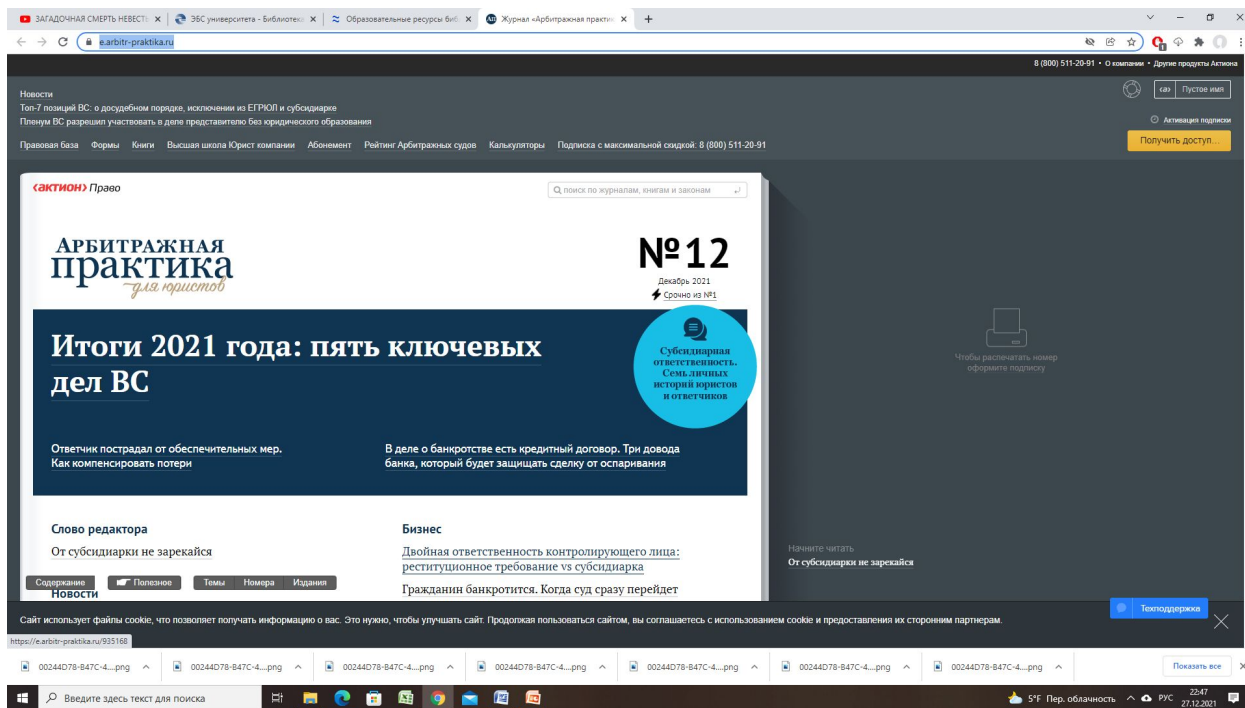 ЗАГАДОЧНАЯ СМЕРТЬ НЕВЕСТ
ЭБС университета - Библиотека
Образовательные ресурсы биб
Журнал «Арбитражная практик
e.arbitr-praktika.ru
8 (800) 511-20-91 • О компании • Другие продукты Актиона
Новости
Топ-7 позиций ВС: о досудебном порядке, исключении из ЕГРЮЛ и субсидиарке
Пленум ВС разрешил участвовать в деле представителю без юридического образования
Правовая база Формы Книги Высшая школа Юрист компании Абонемент Рейтинг Арбитражных судов Калькуляторы Подписка с максимальной скидкой: 8 (800) 511-20-91
(a) Пустое имя
Активация подписки
Получить доступ...
‹актион› Право
поиск по журналам, книгам и законам
Арбитражная
практика
для юристов
№12
Декабрь 2021
Срочно из №1
Итоги 2021 года: пять ключевых
дел ВС
Субсидиарная
ответственность.
Семь личных
историй юристов
и ответчиков
Ответчик пострадал от обеспечительных мер.
Как компенсировать потери
В деле о банкротстве есть кредитный договор. Три довода
банка, который будет защищать сделку от оспаривания
Чтобы распечатать номер
оформите подписку
Слово редактора
От субсидиарки не зарекайся
Новости
Бизнес
Двойная ответственность контролирующего лица:
реституционное требование vs субсидиарка
Гражданин банкротится. Когда суд сразу перейдет
Начните читать
От субсидиарки не зарекайся
Содержание Полезное Темы Номера Издания
Техподдержка
Сайт использует файлы cookie, что позволяет получать информацию о вас. Это нужно, чтобы улучшать сайт. Продолжая пользоваться сайтом, вы соглашаетесь с использованием cookie и предоставления их сторонним партнерам.
https://e.arbitr-praktika.ru/935168
00244D78-B47C-4....png
00244D78-B47C-4....png
00244D78-B47C-4....png
00244D78-B47C-4....png
00244D78-B47C-4....png
00244D78-B47C-4....png
00244D78-B47C-4....png
Показать все
Введите здесь текст для поиска
5°F Пер. облачность
РУС
22:47
27.12.2021